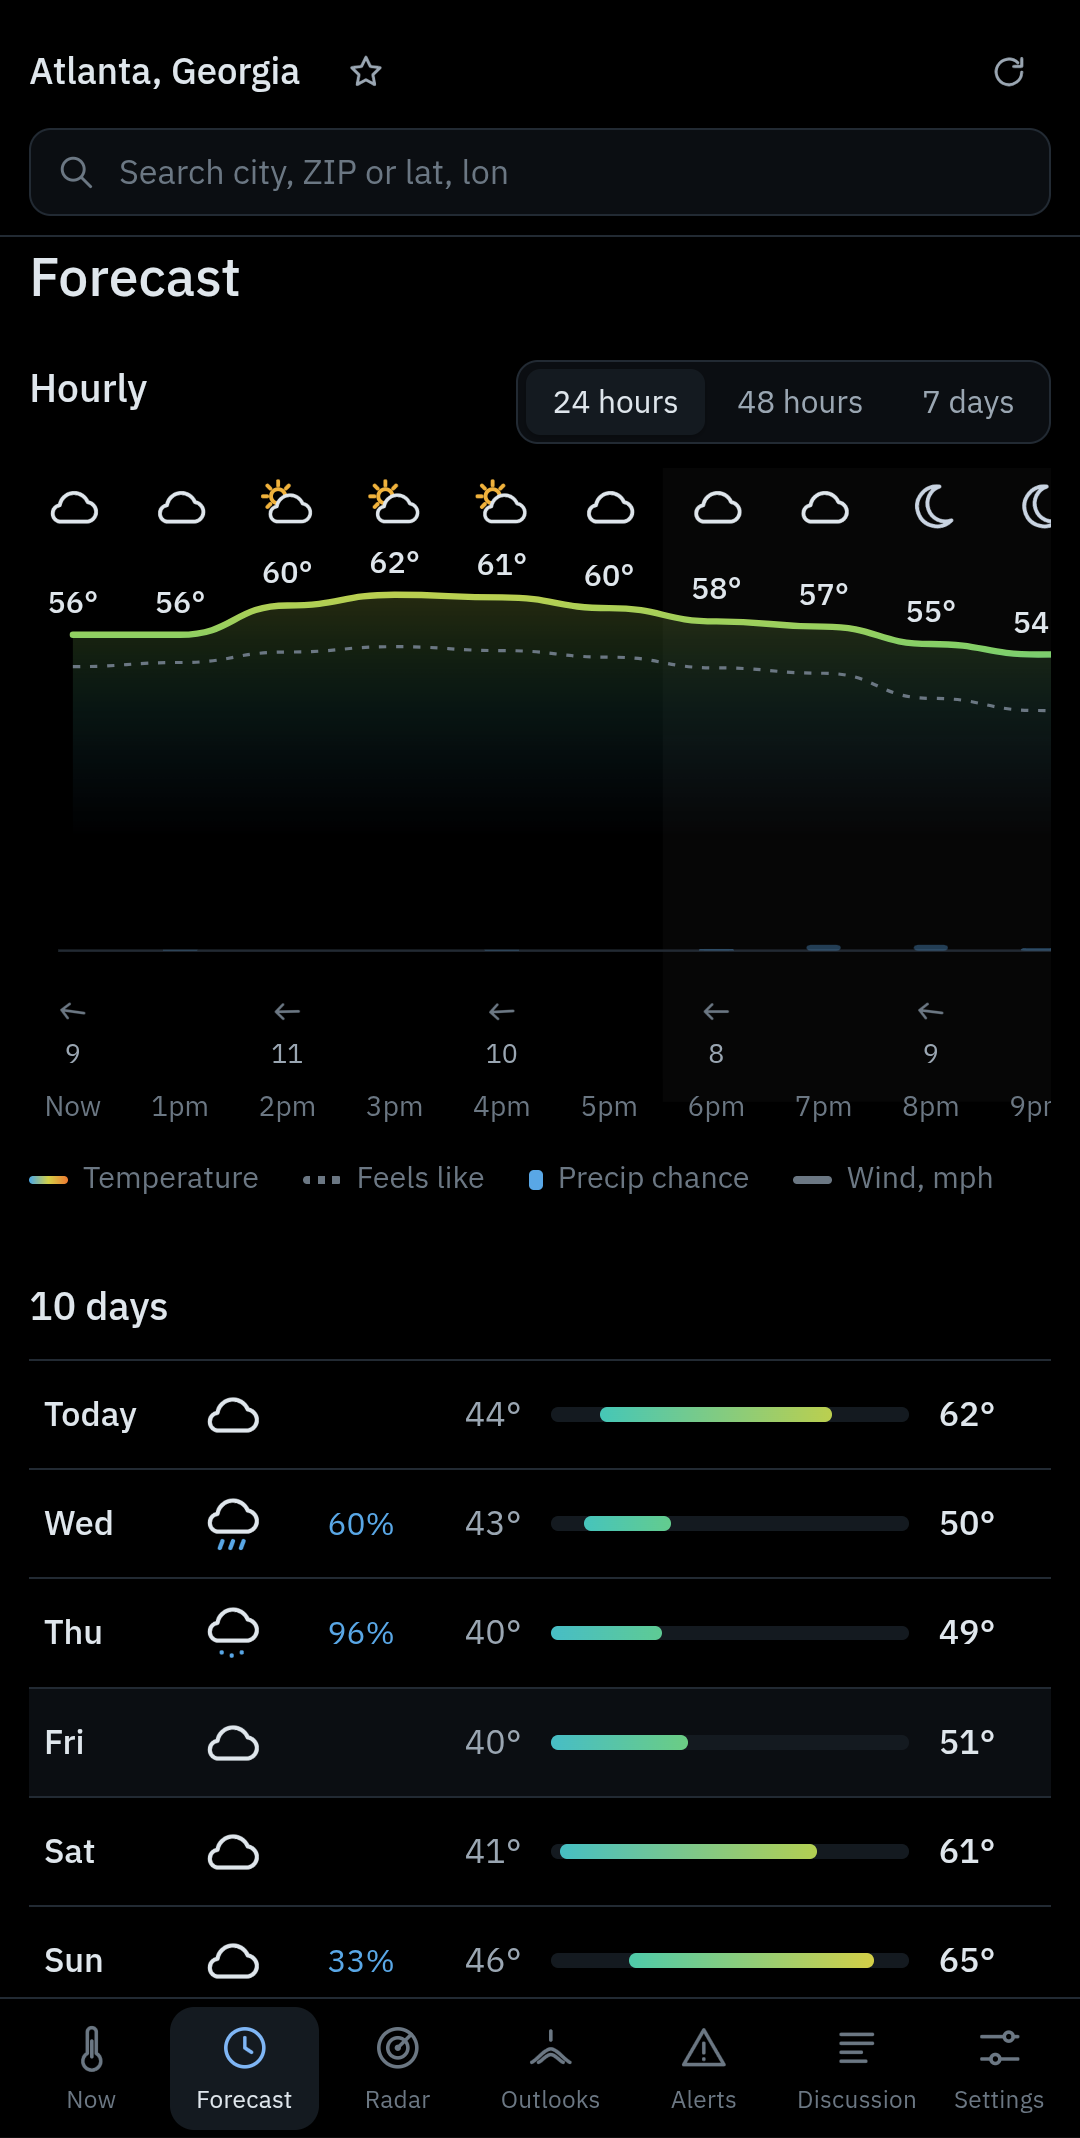 Atlanta, Georgia
Search city, ZIP or lat, lon
Forecast
Hourly
24 hours 48 hours 7 days
56° 56° 60° 62° 61° 60° 58° 57° 55° 54
9 11 10 8 9
Now 1pm 2pm 3pm 4pm 5pm 6pm 7pm 8pm 9p
Temperature Feels like Precip chance Wind, mph
10 days
Today 44° 62°
Wed 60% 43° 50°
Thu 96% 40° 49°
Fri 40° 51°
Sat 41° 61°
Sun 33% 46° 65°
Now Forecast Radar Outlooks Alerts Discussion Settings